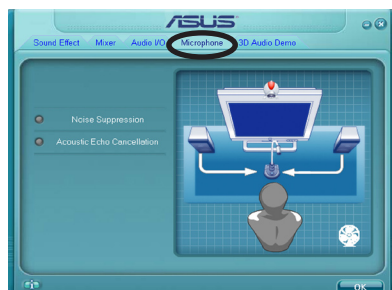 ASUS
Sound Effect Mixer Audio I/O Microphone 3D Audio Demo
Noise Suppression
Acoustic Echo Cancellation
OK